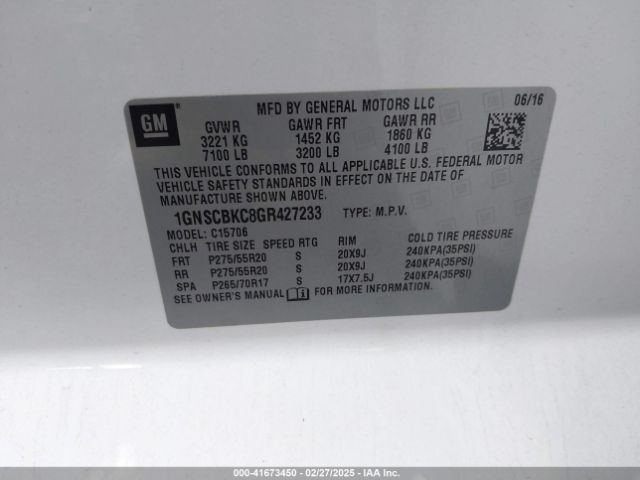 GM ®
MFD BY GENERAL MOTORS LLC 06/16
GVWR GAWR FRT GAWR RR
3221 KG 1452 KG 1860 KG
7100 LB 3200 LB 4100 LB
THIS VEHICLE CONFORMS TO ALL APPLICABLE U.S. FEDERAL MOTOR
VEHICLE SAFETY STANDARDS IN EFFECT ON THE DATE OF
MANUFACTURE SHOWN ABOVE.
1GNSCBKC8GR427233 TYPE: M.P.V.
MODEL: C15706
CHLH TIRE SIZE SPEED RTG RIM COLD TIRE PRESSURE
FRT P275/55R20 S 20X9J 240KPA(35PSI)
RR P275/55R20 S 20X9J 240KPA(35PSI)
SPA P265/70R17 S 17X7.5J 240KPA(35PSI)
SEE OWNER'S MANUAL
000-41673450 - 02/27/2025 - IAA Inc.